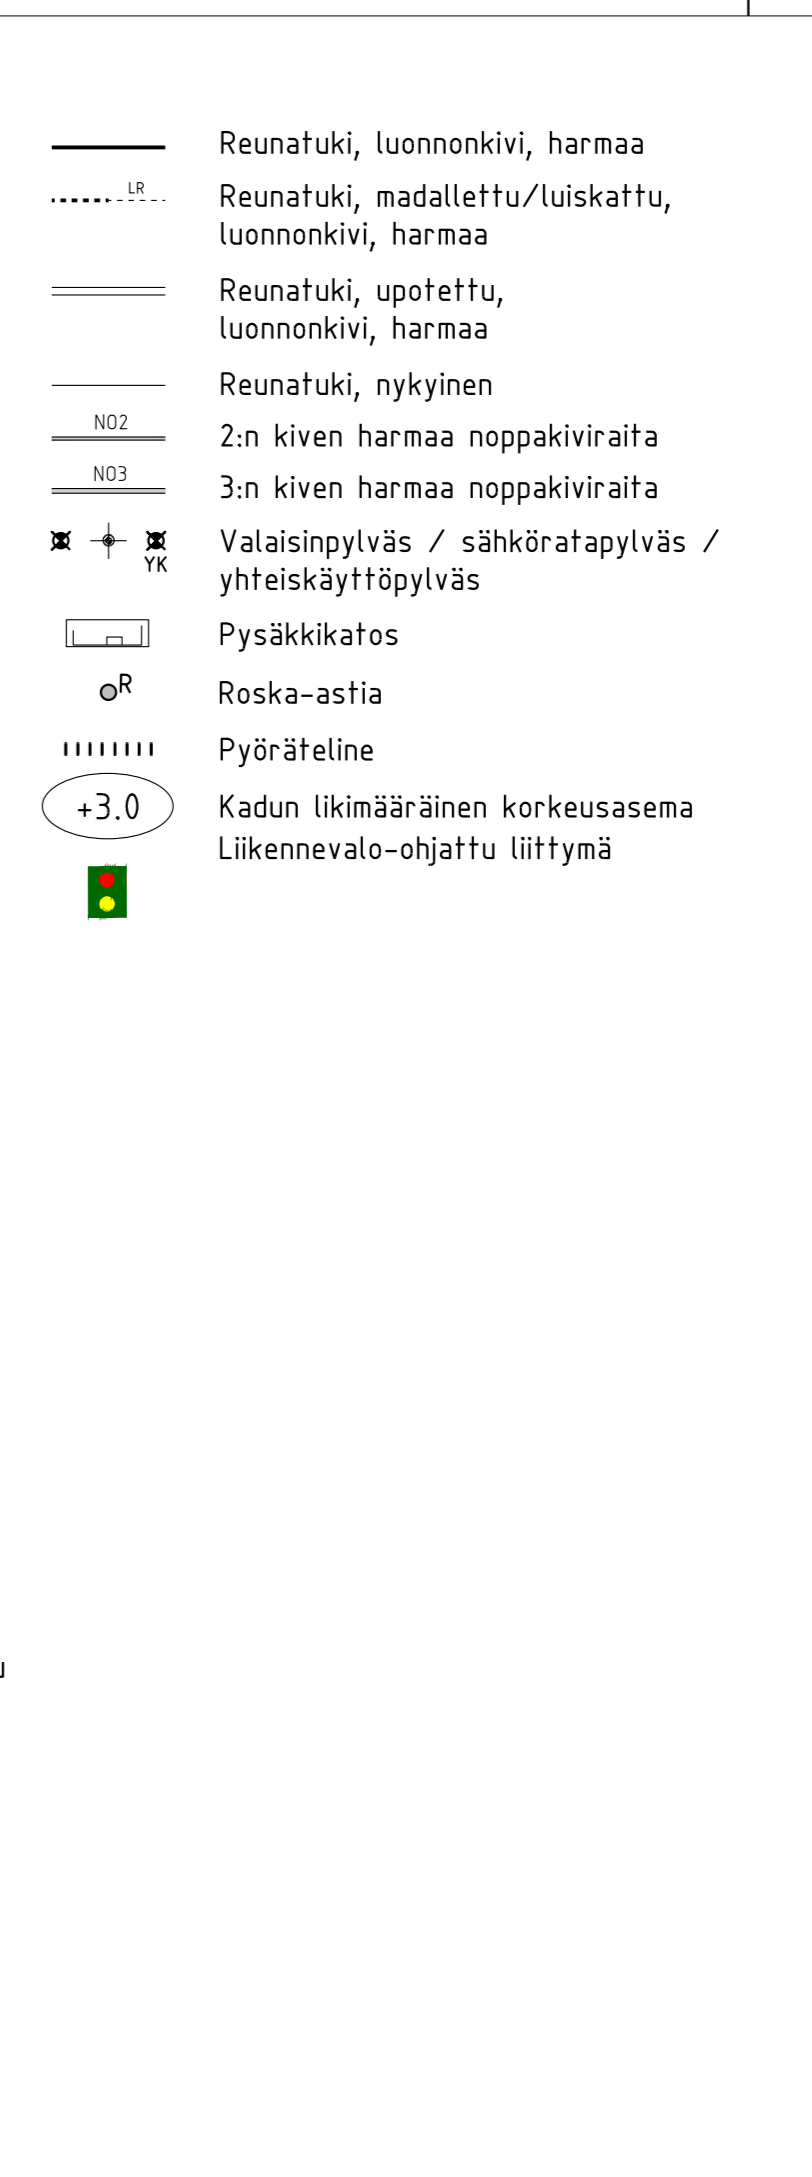 Reunatuki, luonnonkivi, harmaa
LR
Reunatuki, madallettu/luiskattu,
luonnonkivi, harmaa
Reunatuki, upotettu,
luonnonkivi, harmaa
Reunatuki, nykyinen
NO2
2:n kiven harmaa noppakiviraita
NO3
3:n kiven harmaa noppakiviraita
Valaisinpylväs / sähköratapylväs /
YK
yhteiskäyttöpylväs
Pysäkkikatos
R
Roska-astia
Pyöräteline
+3.0
Kadun likimääräinen korkeusasema
Liikennevalo-ohjattu liittymä